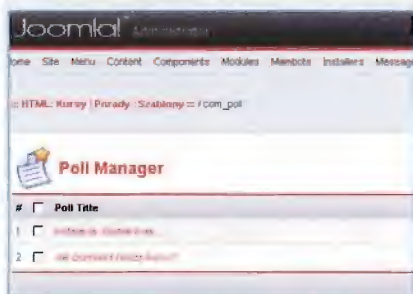 Joomla!
ome Site Menu Content Components Modules Mambots Installers Messag
:: HTML: Kursy | Porady : Szablony :: / com_poll
Poll Manager
# Poll Title
1
2